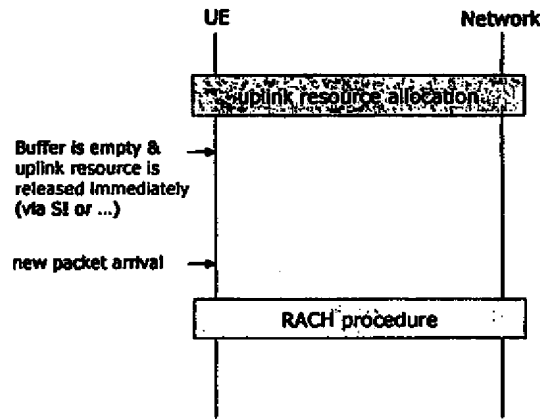 UE Network
uplink resource allocation
Buffer is empty &
uplink resource is
released immediately
(via SI or ...)
new packet arrival
RACH procedure